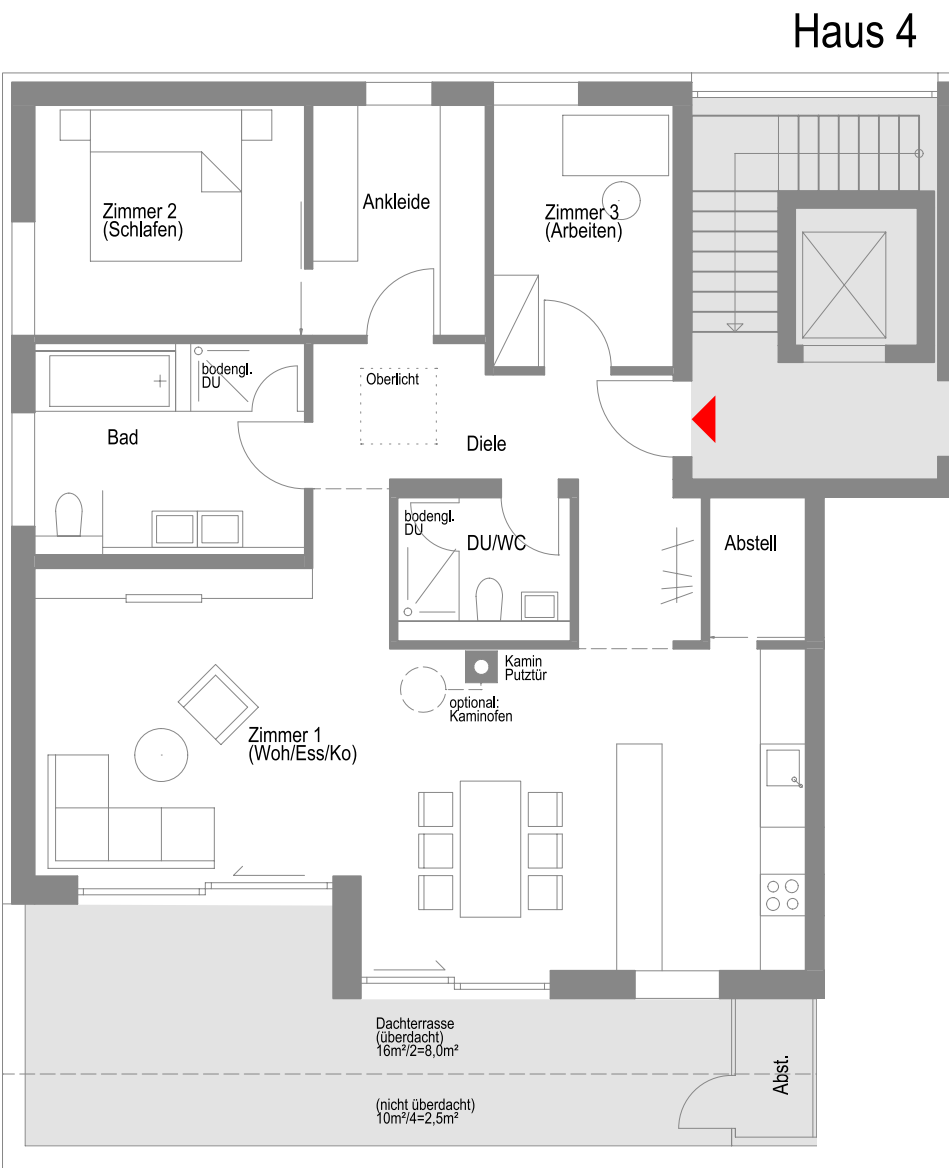 Haus 4
Zimmer 2
(Schlafen)
Ankleide
Zimmer 3
(Arbeiten)
bodengl.
DU
Oberlicht
Bad
Diele
bodengl.
DU
DU/WC
Abstell
Kamin
Putztür
optional:
Kaminofen
Zimmer 1
(Woh/Ess/Ko)
Dachterrasse
(überdacht)
16m²/2=8,0m²
(nicht überdacht)
10m²/4=2,5m²
Abst.